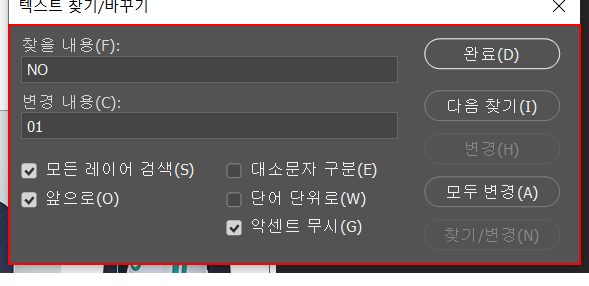 텍스트 찾기/바꾸기
찾을 내용(F):
NO
변경 내용(C):
01
모든 레이어 검색(S)
앞으로(O)
대소문자 구분(E)
단어 단위로(W)
악센트 무시(G)
완료(D)
다음 찾기(I)
변경(H)
모두 변경(A)
찾기/변경(N)